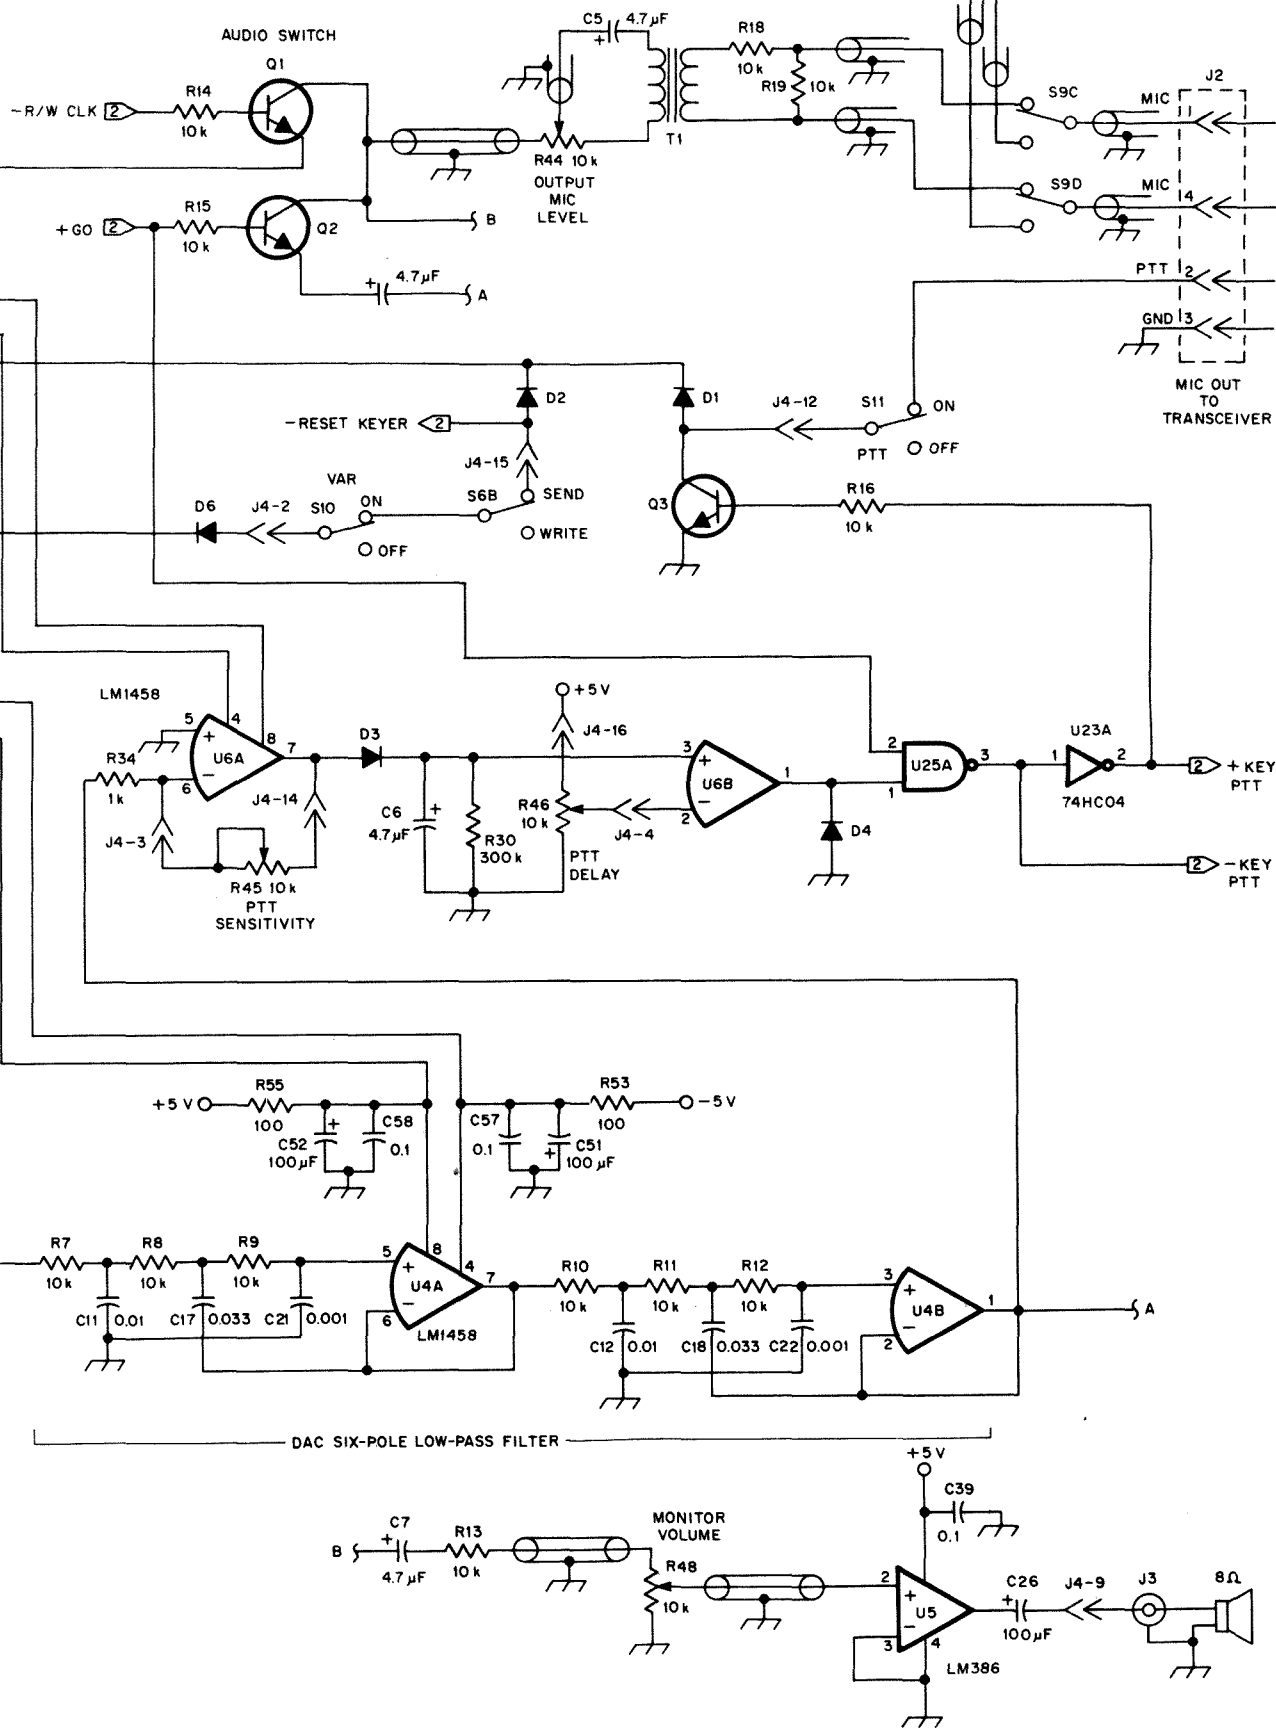 C5
4.7µF
+
R18
10k
R19
10k
T1
AUDIO SWITCH
Q1
-R/W CLK
2
R14
10k
R44 10k
OUTPUT
MIC
LEVEL
S9C
MIC
J2
1
S9D
MIC
4
R15
10k
+GO
2
Q2
B
+
4.7µF
A
PTT
2
GND
3
MIC OUT
TO
TRANSCEIVER
D2
D1
J4-12
S11
ON
PTT
OFF
-RESET KEYER
2
J4-15
VAR
D6
J4-2
S10
ON
OFF
S6B
SEND
WRITE
Q3
R16
10k
LM1458
5
+
4
8
U6A
7
-
6
R34
1k
J4-3
J4-14
R45 10k
PTT
SENSITIVITY
D3
C6
4.7µF
+
R30
300k
+5V
J4-16
R46
10k
J4-4
PTT
DELAY
3
+
U6B
1
-
2
D4
2
U25A
3
1
U23A
1
2
74HC04
2
+KEY
PTT
2
-KEY
PTT
+5V
R55
100
C52
100µF
+
C58
0.1
C57
0.1
C51
100µF
+
R53
100
-5V
R7
10k
R8
10k
R9
10k
C11
0.01
C17
0.033
C21
0.001
5
+
8
U4A
4
7
-
6
LM1458
R10
10k
R11
10k
R12
10k
C12
0.01
C18
0.033
C22
0.001
3
+
U4B
1
-
2
A
DAC SIX-POLE LOW-PASS FILTER
+5V
C39
0.1
B
+
C7
4.7µF
R13
10k
MONITOR
VOLUME
R48
10k
2
+
U5
-
3
4
LM386
+
C26
100µF
J4-9
J3
8Ω